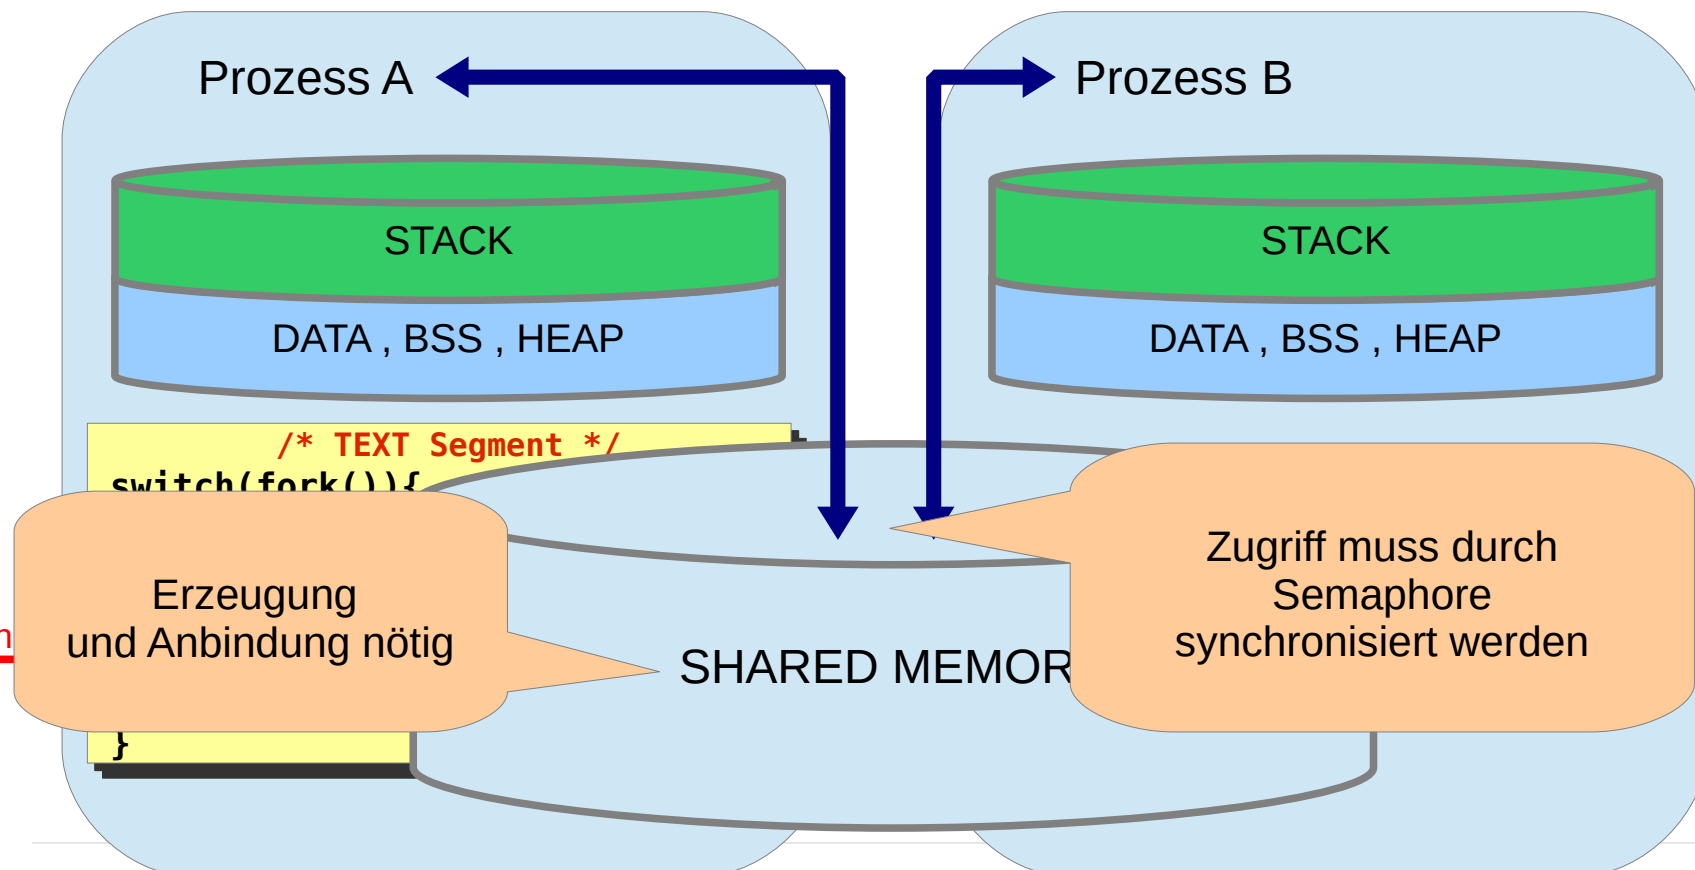 Prozess A
Prozess B
STACK
STACK
DATA , BSS , HEAP
DATA , BSS , HEAP
/* TEXT Segment */
switch(fork()){
Erzeugung
und Anbindung nötig
Zugriff muss durch
Semaphore
synchronisiert werden
SHARED MEMOR
}